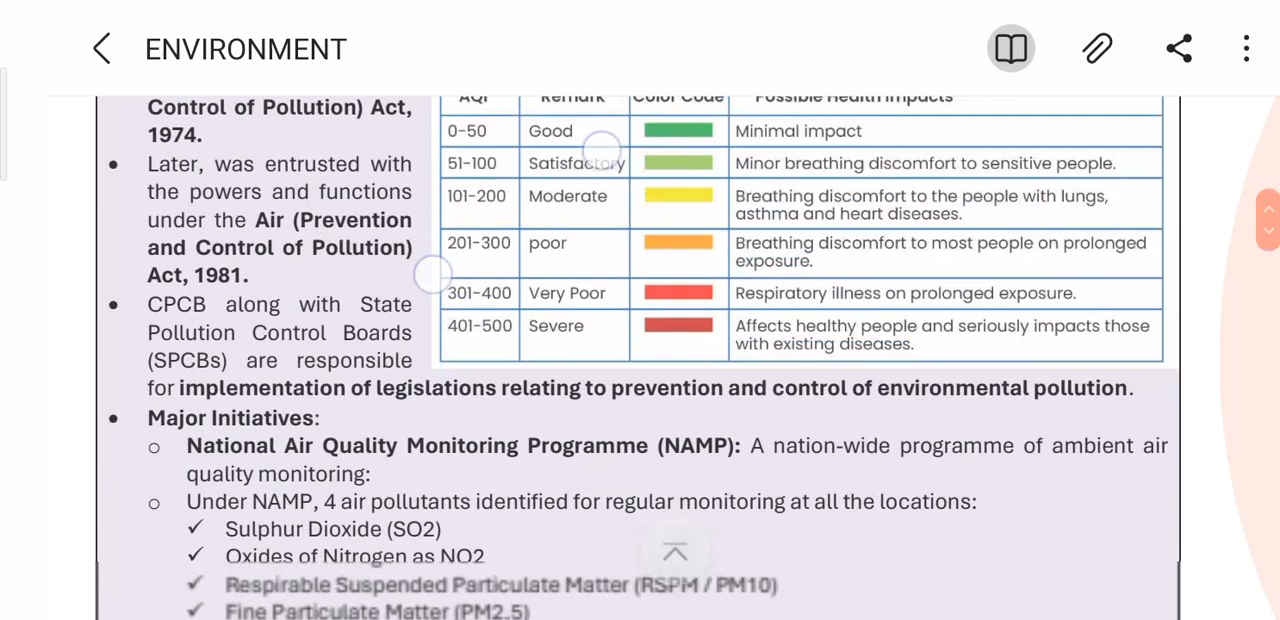 ENVIRONMENT
Control of Pollution) Act,
1974.
• Later, was entrusted with
the powers and functions
under the Air (Prevention
and Control of Pollution)
Act, 1981.
• CPCB along with State
Pollution Control Boards
(SPCBs) are responsible
for implementation of legislations relating to prevention and control of environmental pollution.
AQI Remark Color Code Possible Health Impacts
0-50 Good Minimal impact
51-100 Satisfactory Minor breathing discomfort to sensitive people.
101-200 Moderate Breathing discomfort to the people with lungs,
asthma and heart diseases.
201-300 poor Breathing discomfort to most people on prolonged
exposure.
301-400 Very Poor Respiratory illness on prolonged exposure.
401-500 Severe Affects healthy people and seriously impacts those
with existing diseases.
• Major Initiatives:
o National Air Quality Monitoring Programme (NAMP): A nation-wide programme of ambient air
quality monitoring:
o Under NAMP, 4 air pollutants identified for regular monitoring at all the locations:
✓ Sulphur Dioxide (SO2)
✓ Oxides of Nitrogen as NO2
✓ Respirable Suspended Particulate Matter (RSPM / PM10)
✓ Fine Particulate Matter (PM2.5)